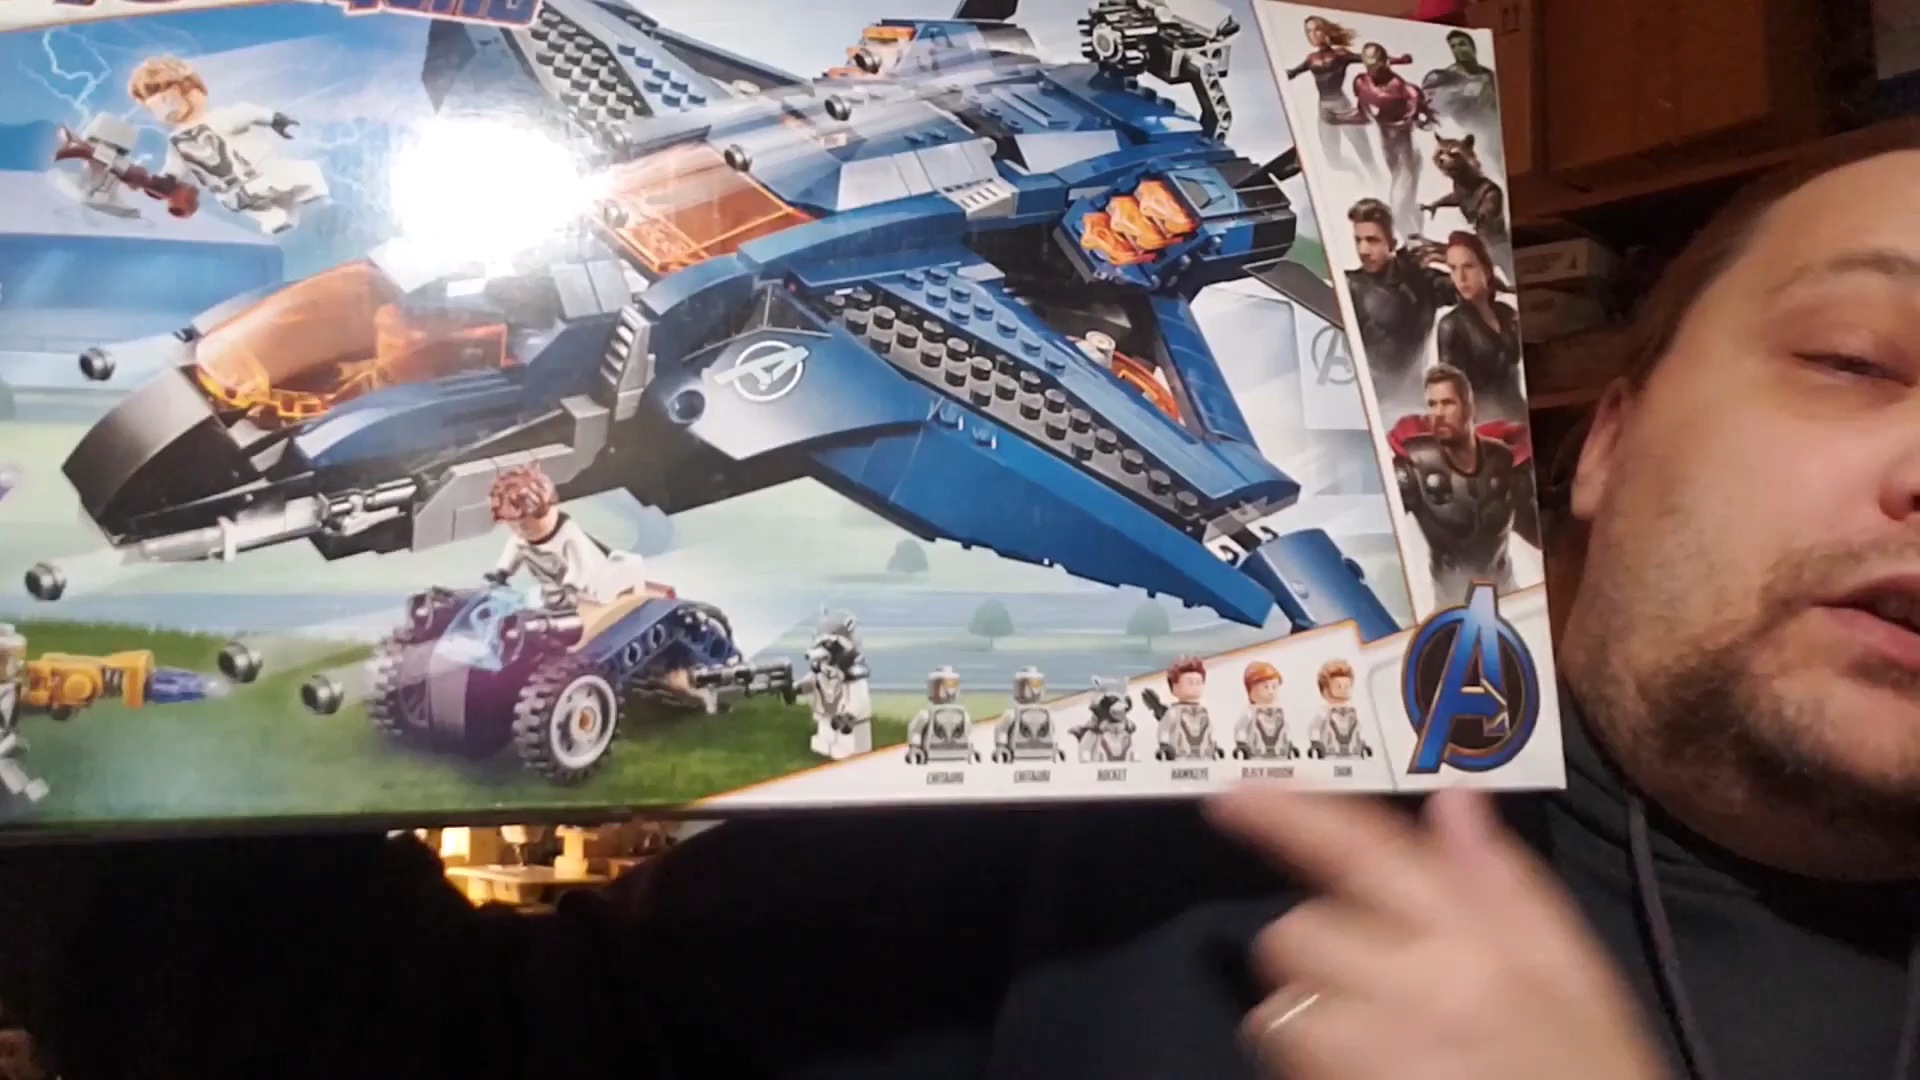 CHITAURI
CHITAURI
ROCKET
HAWKEYE
BLACK WIDOW
THOR